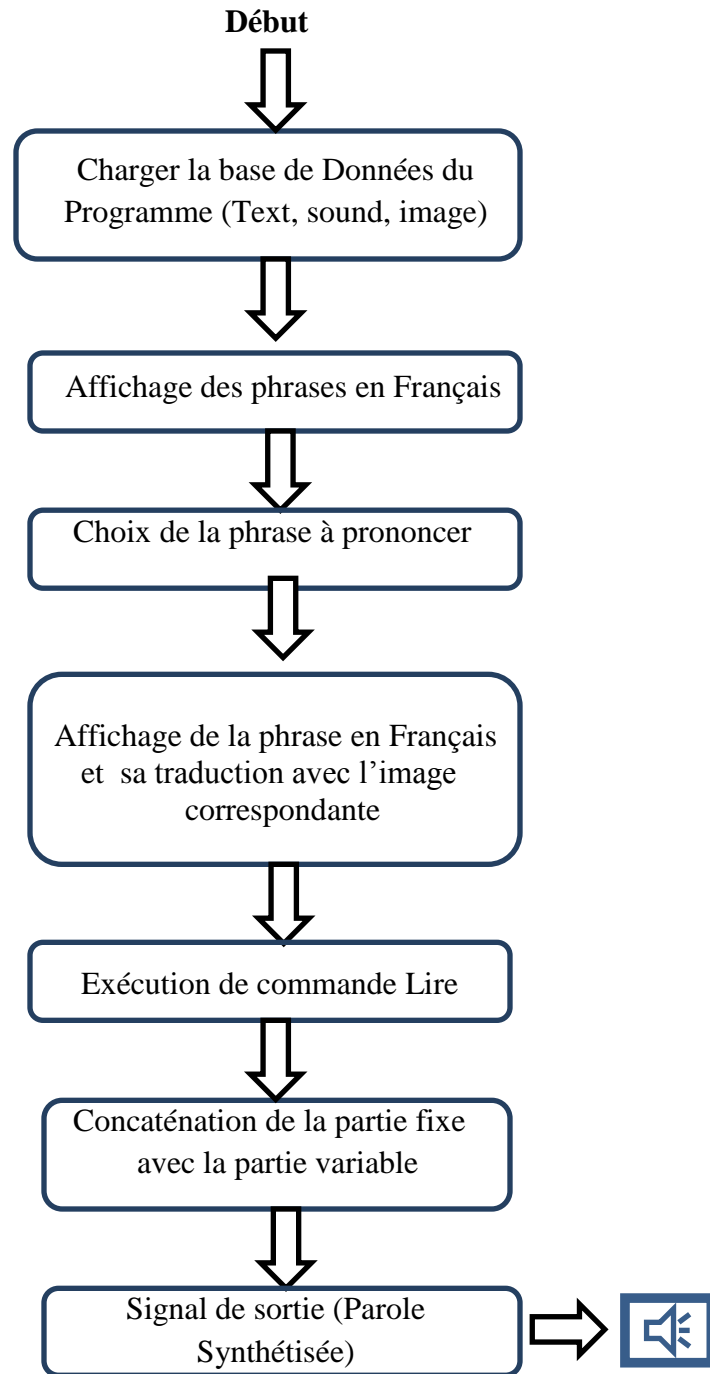 Début
Charger la base de Données du
Programme (Text, sound, image)
Affichage des phrases en Français
Choix de la phrase à prononcer
Affichage de la phrase en Français
et sa traduction avec l’image
correspondante
Exécution de commande Lire
Concaténation de la partie fixe
avec la partie variable
Signal de sortie (Parole
Synthétisée)